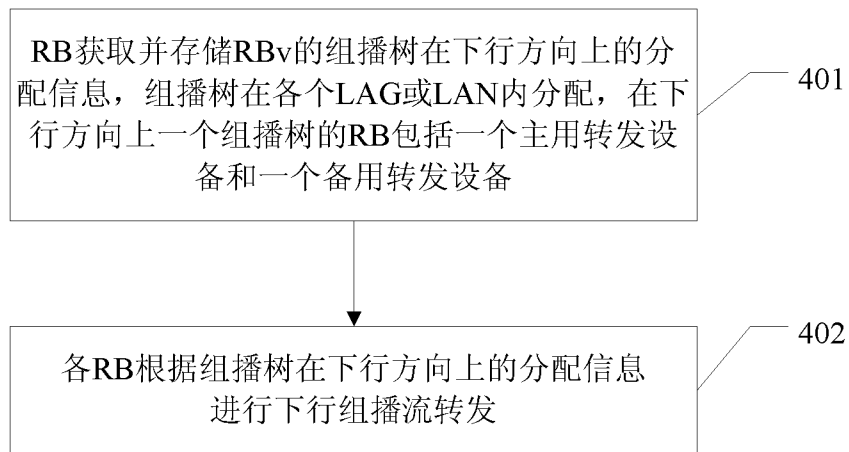 RB获取并存储RBv的组播树在下行方向上的分
配信息，组播树在各个LAG或LAN内分配，在下
行方向上一个组播树的RB包括一个主用转发设
备和一个备用转发设备
401
各RB根据组播树在下行方向上的分配信息
进行下行组播流转发
402